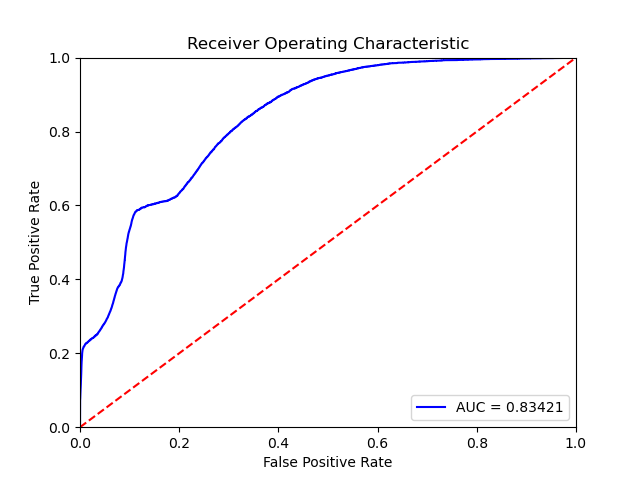 Receiver Operating Characteristic
1.0
0.8
0.6
0.4
0.2
0.0
True Positive Rate
AUC = 0.83421
0.0 0.2 0.4 0.6 0.8 1.0
False Positive Rate